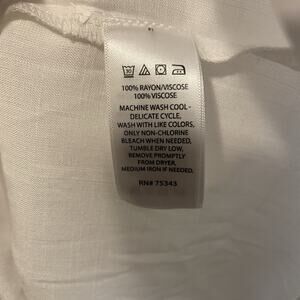 30
100% RAYON/VISCOSE
100% VISCOSE
MACHINE WASH COOL-
DELICATE CYCLE,
WASH WITH LIKE COLORS,
ONLY NON-CHLORINE
BLEACH WHEN NEEDED,
TUMBLE DRY LOW,
REMOVE PROMPTLY
FROM DRYER,
MEDIUM IRON IF NEEDED.
RN# 75343